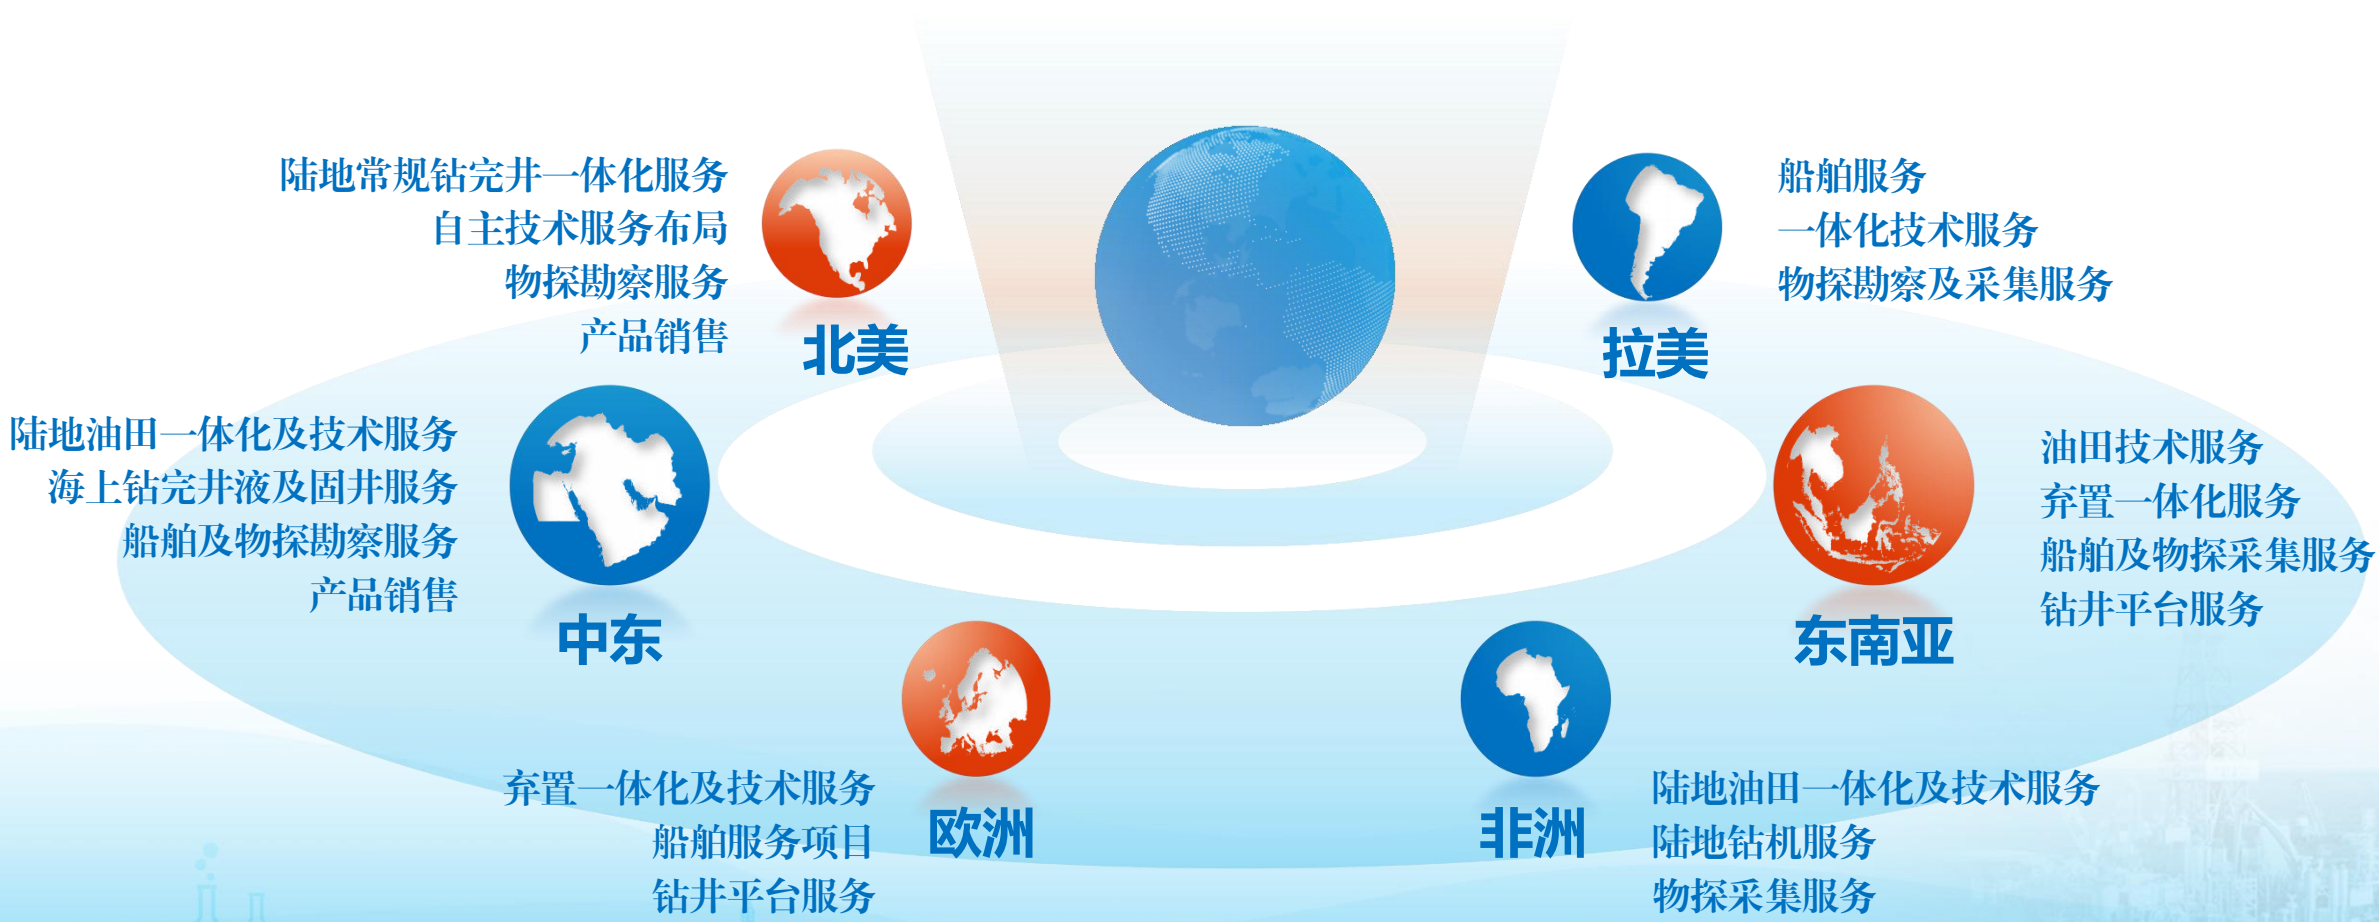 陆地常规钻完井一体化服务
自主技术服务布局
物探勘察服务
产品销售
北美
船舶服务
一体化技术服务
物探勘察及采集服务
拉美
陆地油田一体化及技术服务
海上钻完井液及固井服务
船舶及物探勘察服务
产品销售
中东
油田技术服务
弃置一体化服务
船舶及物探采集服务
钻井平台服务
东南亚
弃置一体化及技术服务
船舶服务项目
钻井平台服务
欧洲
非洲
陆地油田一体化及技术服务
陆地钻机服务
物探采集服务